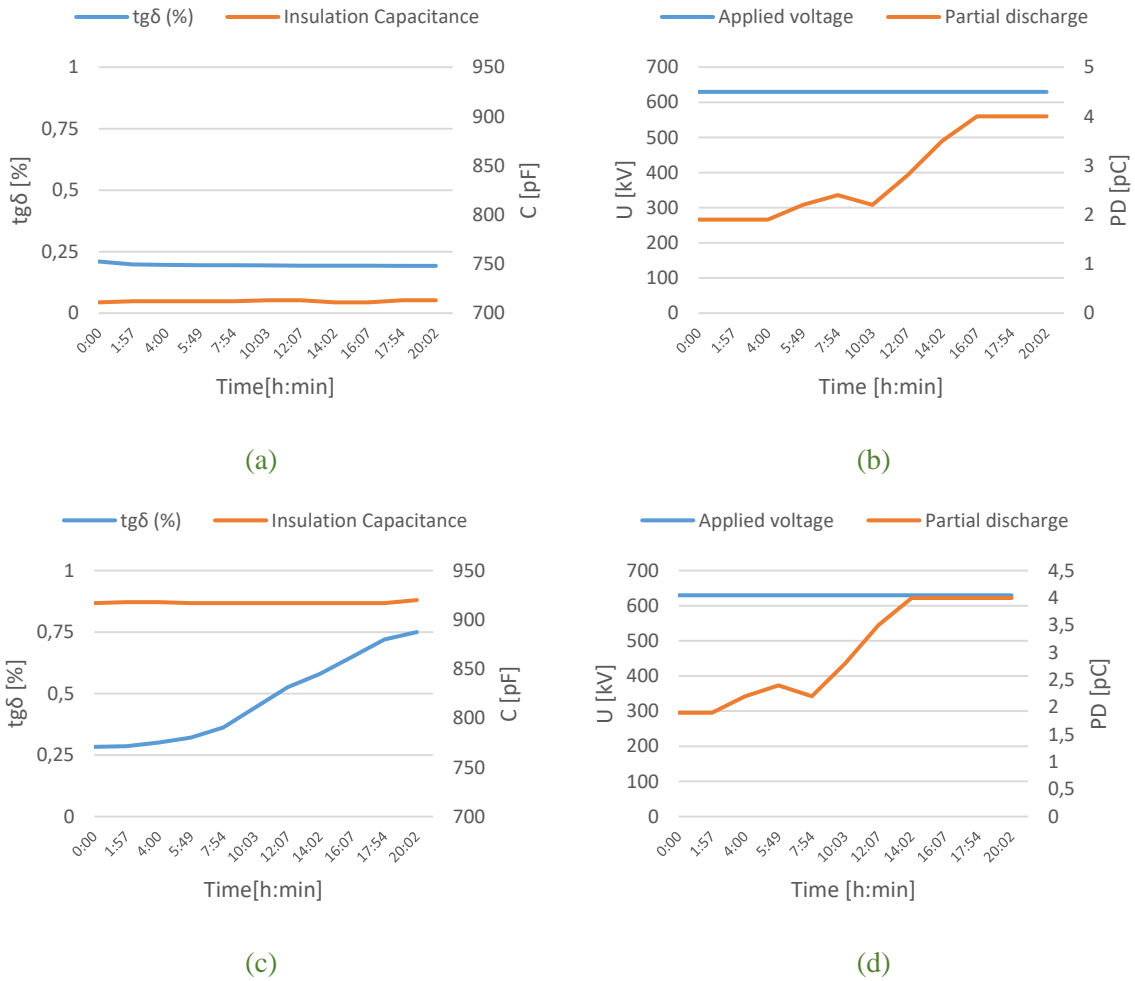 tgδ (%) Insulation Capacitance
1 950
900
0,75 850
0,5 800
0,25 750
0 700
tgδ [%]
C [pF]
0:00 1:57 4:00 5:49 7:54 10:03 12:07 14:02 16:07 17:54 20:02
Time[h:min]
(a)
Applied voltage Partial discharge
700 5
600
500 4
400 3
300
200 2
100 1
0 0
U [kV]
PD [pC]
0:00 1:57 4:00 5:49 7:54 10:03 12:07 14:02 16:07 17:54 20:02
Time [h:min]
(b)
tgδ (%) Insulation Capacitance
1 950
900
0,75 850
0,5 800
0,25 750
0 700
tgδ [%]
C [pF]
0:00 1:57 4:00 5:49 7:54 10:03 12:07 14:02 16:07 17:54 20:02
Time[h:min]
(c)
Applied voltage Partial discharge
700 4,5
600 4
500 3,5
400 3
2,5
300 2
200 1,5
1
100 0,5
0 0
U [kV]
PD [pC]
0:00 1:57 4:00 5:49 7:54 10:03 12:07 14:02 16:07 17:54 20:02
Time [h:min]
(d)